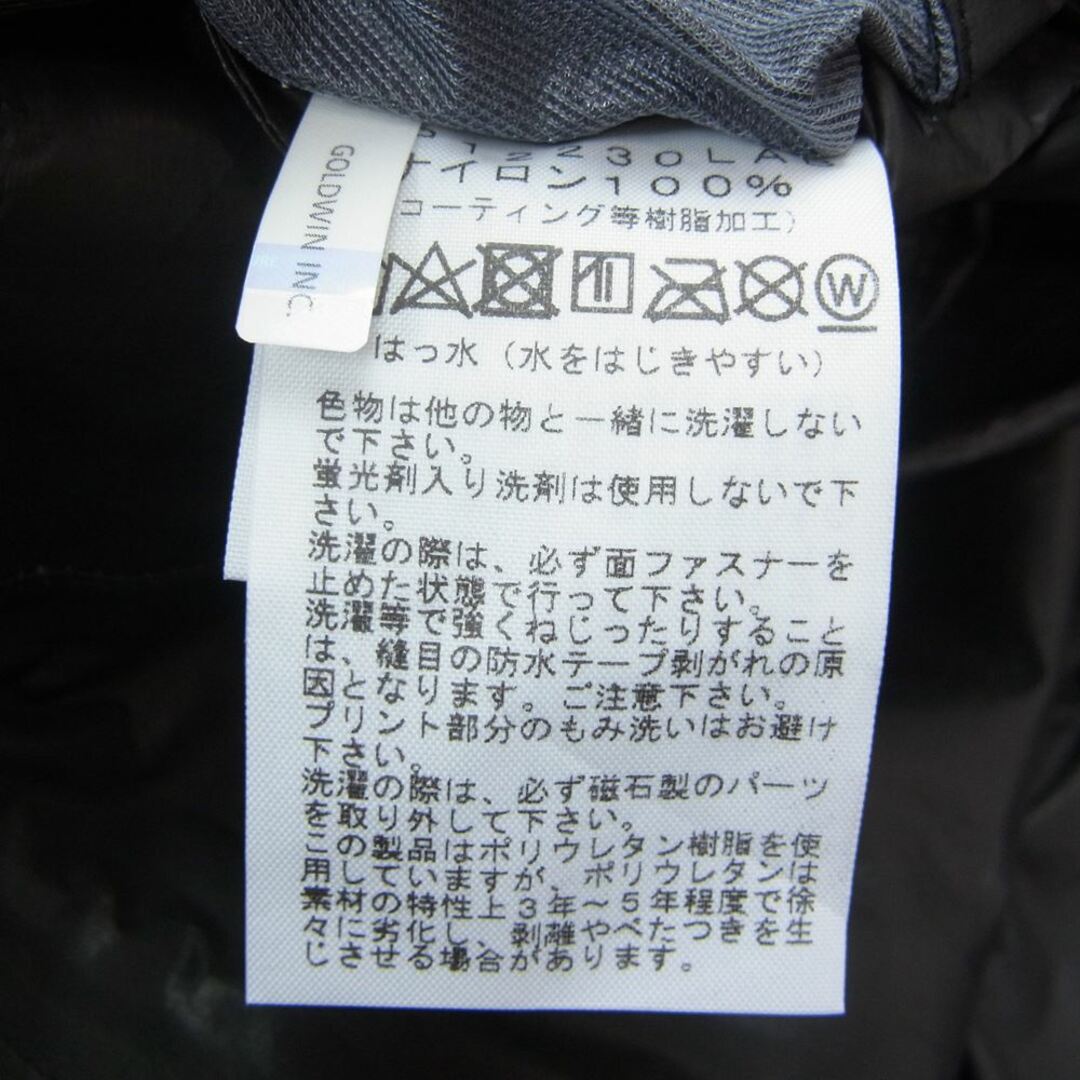 GOLDWIN INC.
ナイロン100%
コーティング等樹脂加工)
W
はっ水(水をはじきやすい)
色物は他の物と一緒に洗濯しない
で下さい。
蛍光剤入り洗剤は使用しないで下
さい。
洗濯の際は、必ず面ファスナーを
止めた状態で行って下さい。
洗濯等で強くねじったりすること
は、縫目の防水テープ剥がれの原
因となります。ご注意下さい。
プリント部分のもみ洗いはお避け
下さい。
洗濯の際は、必ず磁石製のパーツ
を取り外して下さい。
この製品はポリウレタン樹脂を使
用していますが、ポリウレタンは
素材の特性上3年～5年程度で徐
々に劣化し、剥離やべたつきを生
じさせる場合があります。